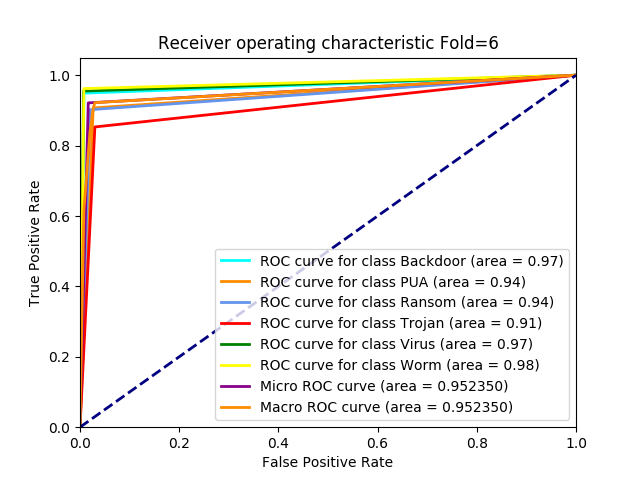 Receiver operating characteristic Fold=6
True Positive Rate
1.0
0.8
0.6
0.4
0.2
0.0
ROC curve for class Backdoor (area = 0.97)
ROC curve for class PUA (area = 0.94)
ROC curve for class Ransom (area = 0.94)
ROC curve for class Trojan (area = 0.91)
ROC curve for class Virus (area = 0.97)
ROC curve for class Worm (area = 0.98)
Micro ROC curve (area = 0.952350)
Macro ROC curve (area = 0.952350)
0.0 0.2 0.4 0.6 0.8 1.0
False Positive Rate